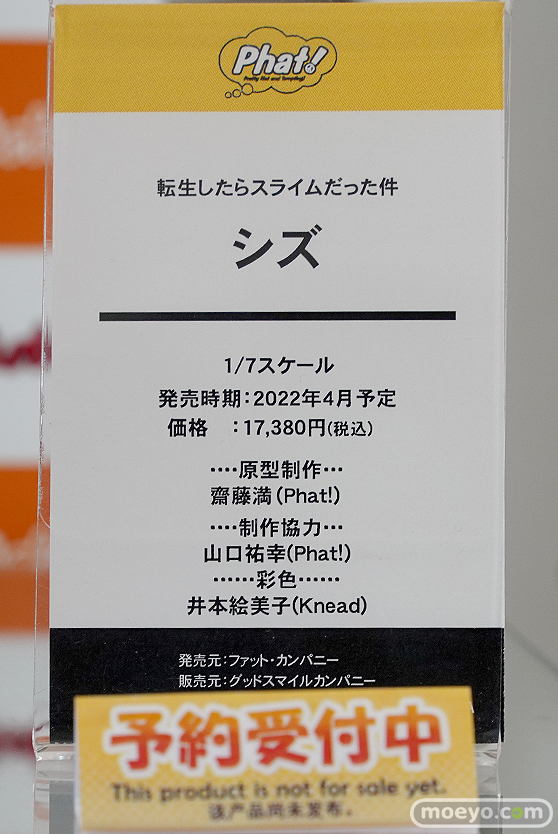 Phat!
Pretty Hot and Tempting!
転生したらスライムだった件
シズ
1/7スケール
発売時期:2022年4月予定
価格　:17,380円(税込)
····原型制作···
齋藤満(Phat!)
····制作協力···
山口祐幸(Phat!)
······彩色······
井本絵美子(Knead)
発売元:ファット・カンパニー
販売元:グッドスマイルカンパニー
予約受付中
This product is not for sale yet.
该产品尚未发布。
moeyo.com